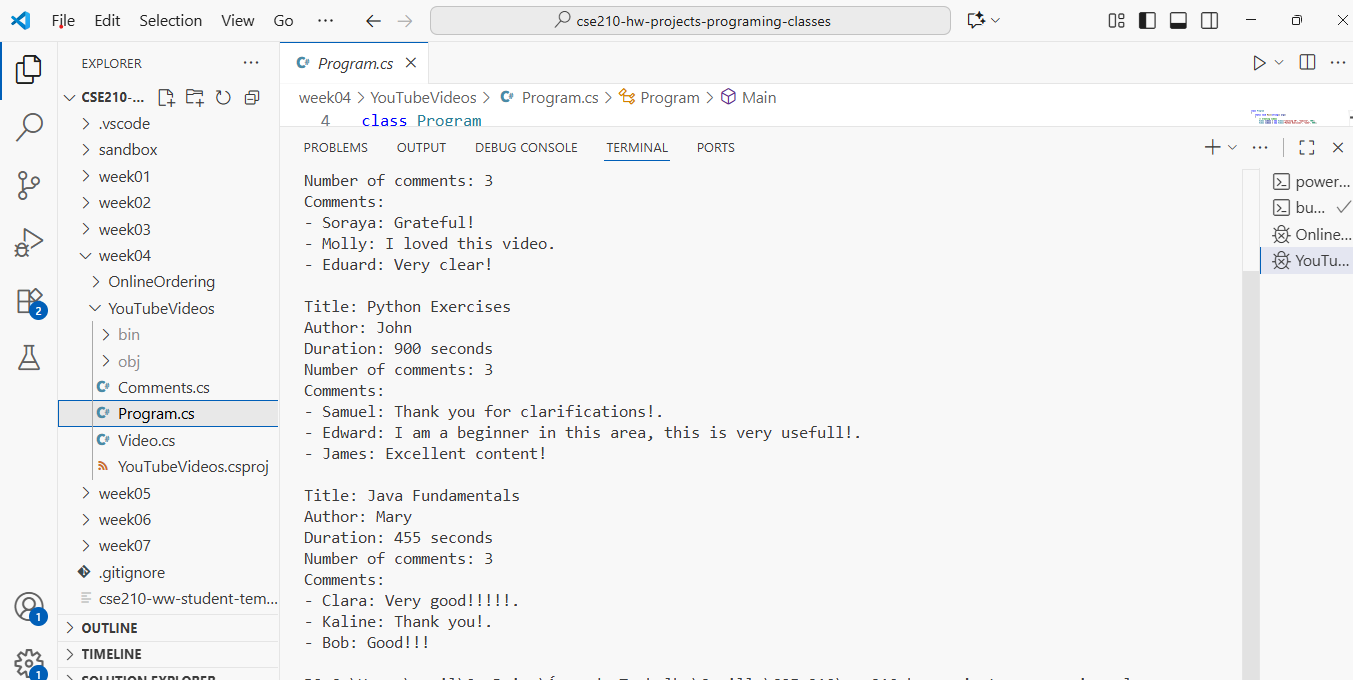 File Edit Selection View Go ··· cse210-hw-projects-programing-classes
EXPLORER ···
CSE210-...
.vscode
sandbox
week01
week02
week03
week04
OnlineOrdering
YouTubeVideos
bin
obj
Comments.cs
Program.cs
Video.cs
YouTubeVideos.csproj
week05
week06
week07
.gitignore
cse210-ww-student-tem...
OUTLINE
TIMELINE
SOLUTION EXPLORER
2
1
1
Program.cs
week04 > YouTubeVideos > Program.cs > Program > Main
4 class Program
PROBLEMS OUTPUT DEBUG CONSOLE TERMINAL PORTS
Number of comments: 3
Comments:
- Soraya: Grateful!
- Molly: I loved this video.
- Eduard: Very clear!
Title: Python Exercises
Author: John
Duration: 900 seconds
Number of comments: 3
Comments:
- Samuel: Thank you for clarifications!.
- Edward: I am a beginner in this area, this is very usefull!.
- James: Excellent content!
Title: Java Fundamentals
Author: Mary
Duration: 455 seconds
Number of comments: 3
Comments:
- Clara: Very good!!!!!.
- Kaline: Thank you!.
- Bob: Good!!!
power...
bu...
Online...
YouTu...